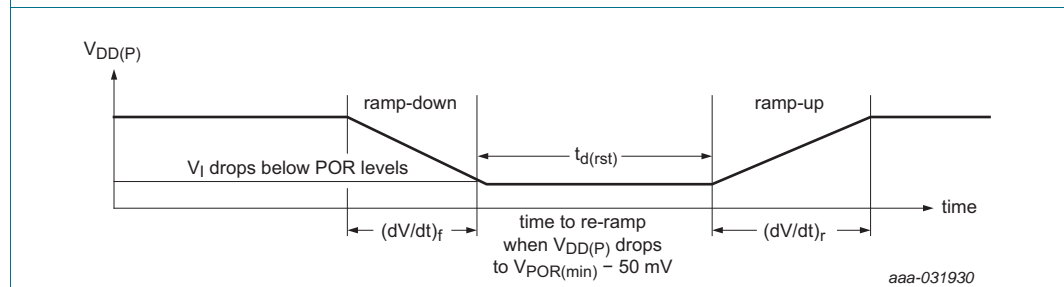 VDD(P)
ramp-down
ramp-up
td(rst)
VI drops below POR levels
time
(dV/dt)f
time to re-ramp
when VDD(P) drops
to VPOR(min) − 50 mV
(dV/dt)r
aaa-031930